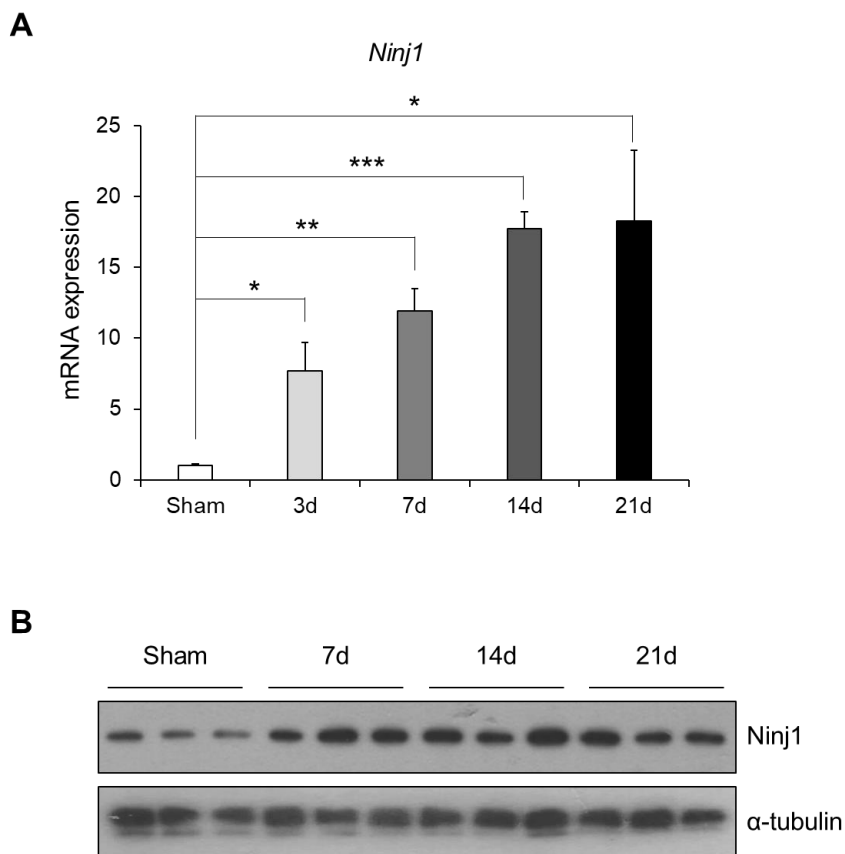 A
Ninj1
*
25
***
20
**
15
*
10
5
0
mRNA expression
Sham 3d 7d 14d 21d
B
Sham 7d 14d 21d
Ninj1
α-tubulin